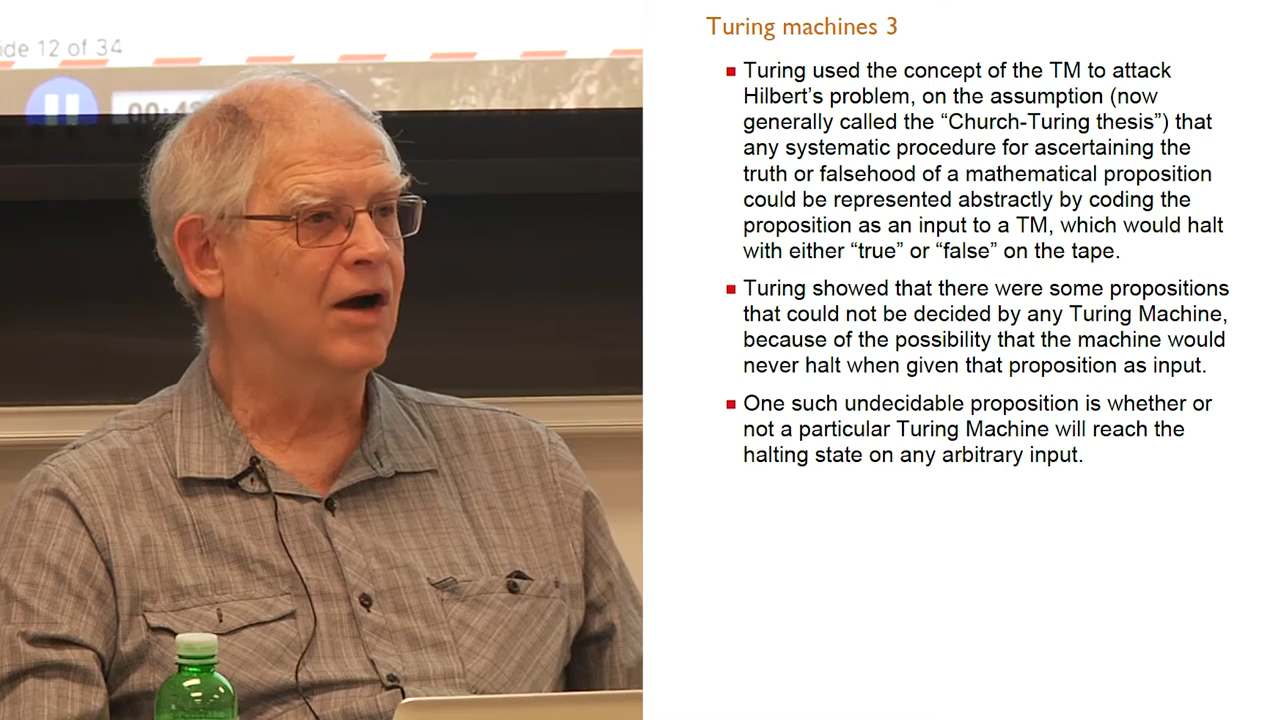 ide 12 of 34
Turing machines 3
Turing used the concept of the TM to attack
Hilbert's problem, on the assumption (now
generally called the “Church-Turing thesis”) that
any systematic procedure for ascertaining the
truth or falsehood of a mathematical proposition
could be represented abstractly by coding the
proposition as an input to a TM, which would halt
with either “true” or “false” on the tape.
Turing showed that there were some propositions
that could not be decided by any Turing Machine,
because of the possibility that the machine would
never halt when given that proposition as input.
One such undecidable proposition is whether or
not a particular Turing Machine will reach the
halting state on any arbitrary input.